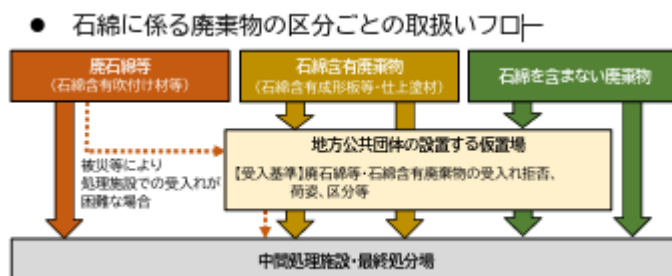 ● 石綿に係る廃棄物の区分ごとの取扱いフロー
廃石綿等
（石綿含有吹付け材等）
石綿含有廃棄物
（石綿含有成形板等・仕上塗材）
石綿を含まない廃棄物
地方公共団体の設置する仮置場
【受入基準】廃石綿等・石綿含有廃棄物の受入れ拒否、
荷姿、区分等
被災等により
処理施設での受入れが
困難な場合
中間処理施設・最終処分場